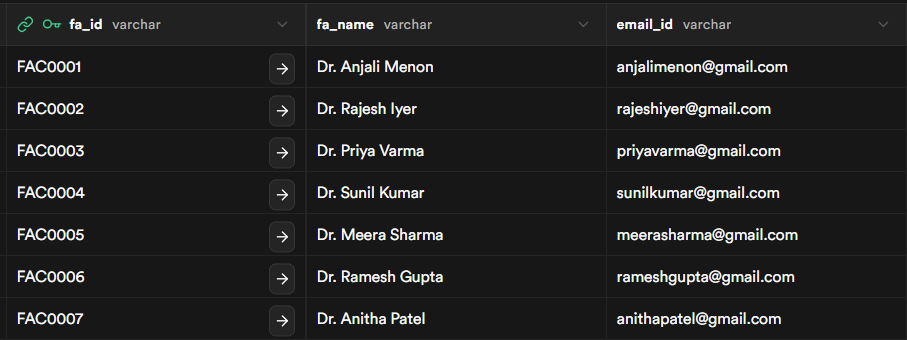 fa_id varchar fa_name varchar email_id varchar
FAC0001 Dr. Anjali Menon anjalimenon@gmail.com
FAC0002 Dr. Rajesh Iyer rajeshiyer@gmail.com
FAC0003 Dr. Priya Varma priyavarma@gmail.com
FAC0004 Dr. Sunil Kumar sunilkumar@gmail.com
FAC0005 Dr. Meera Sharma meerasharma@gmail.com
FAC0006 Dr. Ramesh Gupta rameshgupta@gmail.com
FAC0007 Dr. Anitha Patel anithapatel@gmail.com